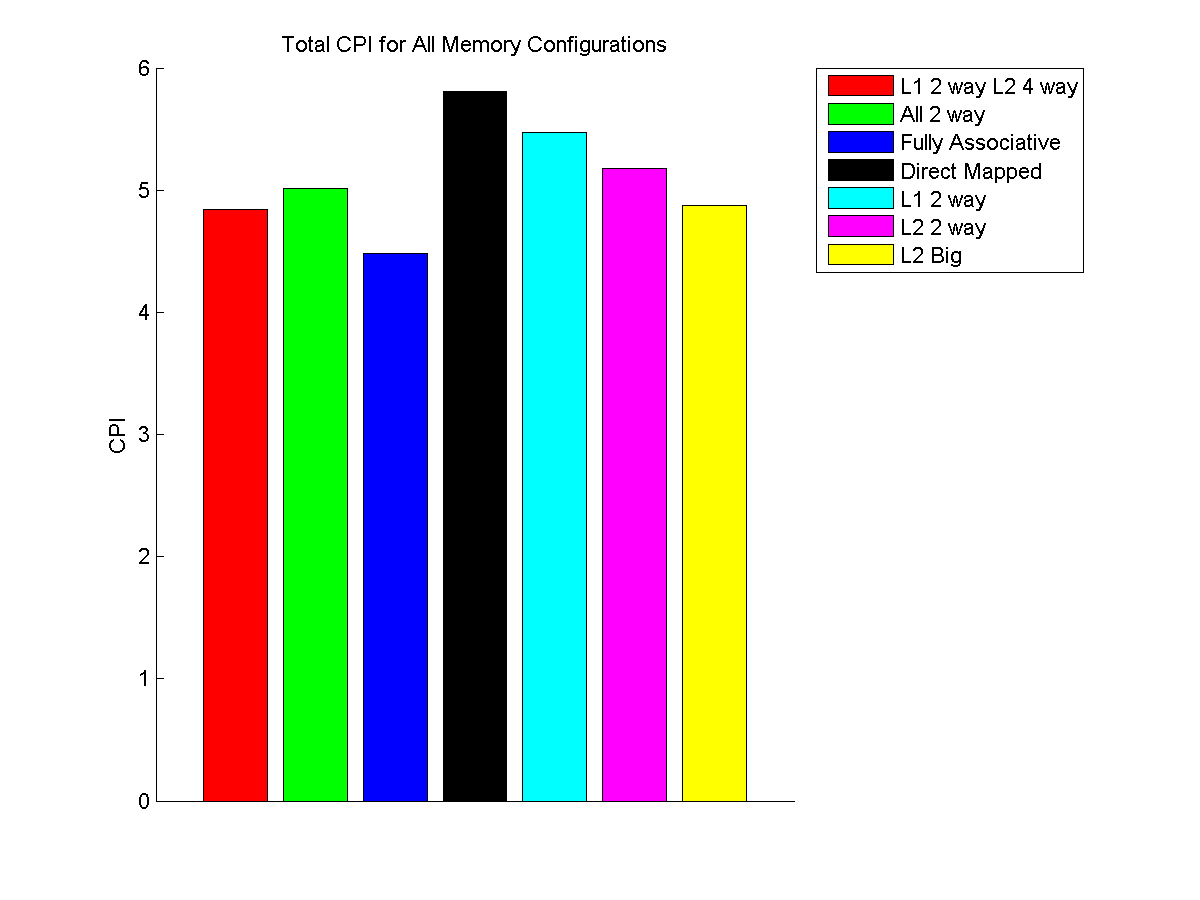 Total CPI for All Memory Configurations
6
5
4
3
2
1
0
CPI
L1 2 way L2 4 way
All 2 way
Fully Associative
Direct Mapped
L1 2 way
L2 2 way
L2 Big